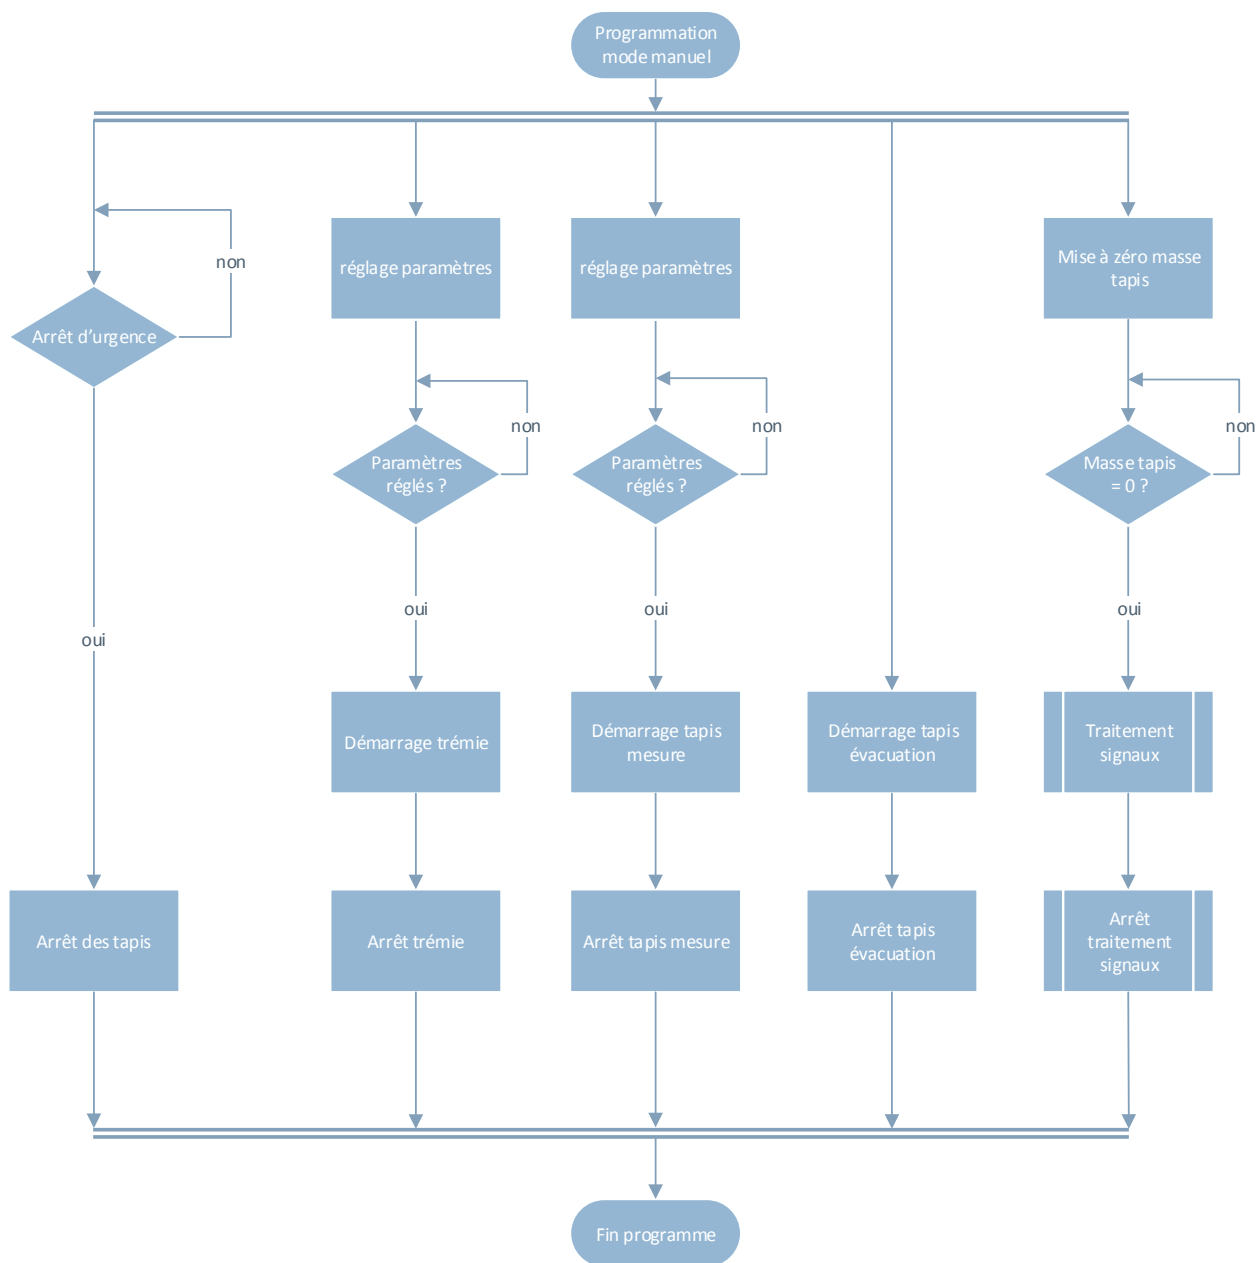 Programmation
mode manuel
non
Arrêt d'urgence
oui
Arrêt des tapis
réglage paramètres
non
Paramètres
réglés ?
oui
Démarrage trémie
Arrêt trémie
réglage paramètres
non
Paramètres
réglés ?
oui
Démarrage tapis
mesure
Arrêt tapis mesure
Démarrage tapis
évacuation
Arrêt tapis
évacuation
Mise à zéro masse
tapis
non
Masse tapis
= 0 ?
oui
Traitement
signaux
Arrêt
traitement
signaux
Fin programme